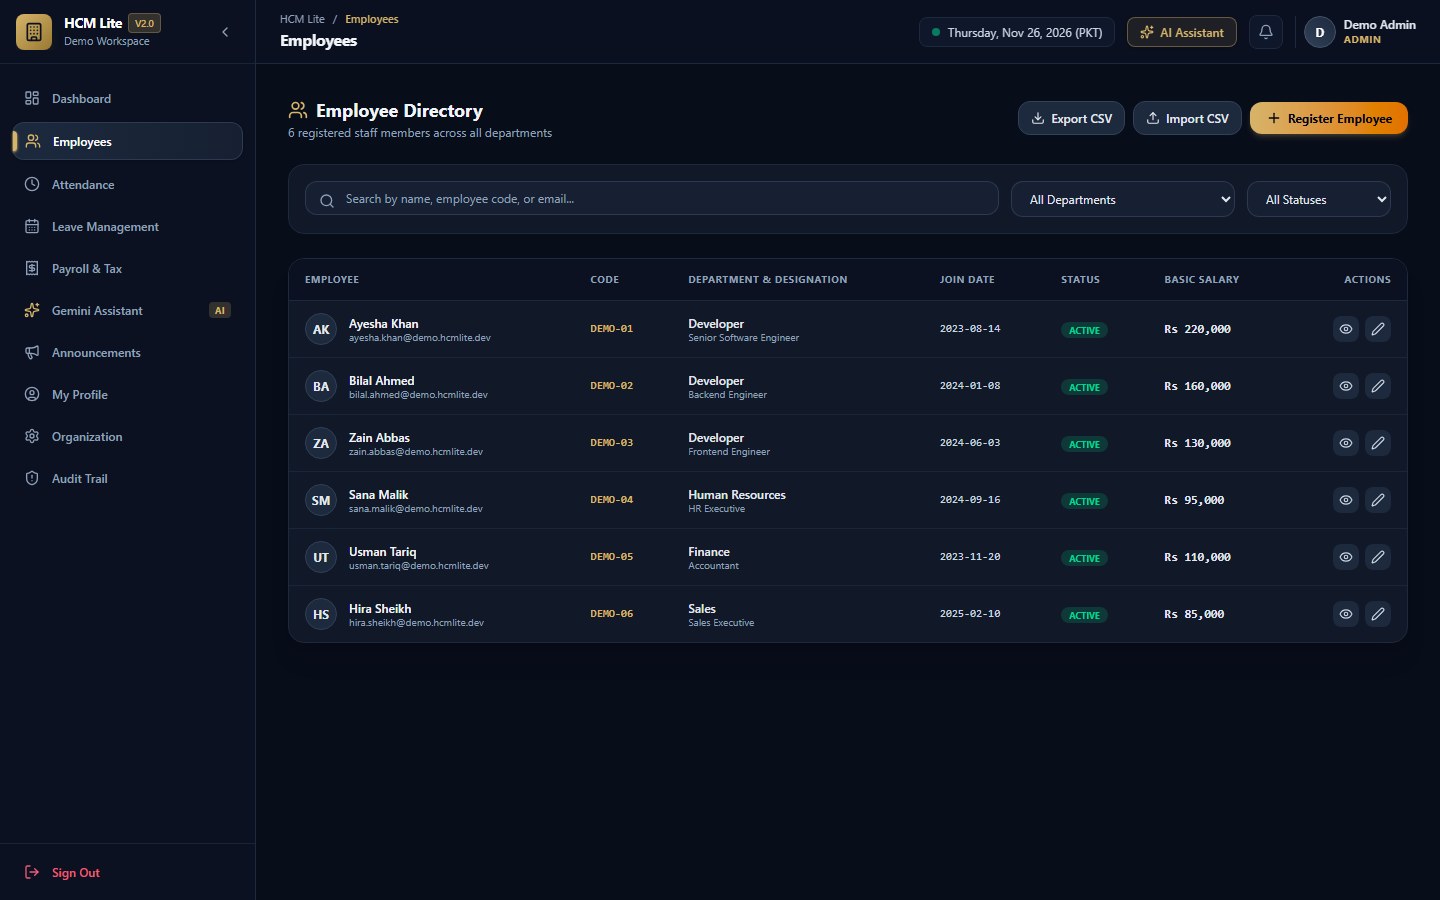 HCM Lite V2.0
Demo Workspace
Dashboard
Employees
Attendance
Leave Management
Payroll & Tax
Gemini Assistant AI
Announcements
My Profile
Organization
Audit Trail
Sign Out
HCM Lite / Employees
Employees
Thursday, Nov 26, 2026 (PKT)
AI Assistant
D
Demo Admin
ADMIN
Employee Directory
6 registered staff members across all departments
Export CSV
Import CSV
Register Employee
Search by name, employee code, or email...
All Departments
All Statuses
EMPLOYEE CODE DEPARTMENT & DESIGNATION JOIN DATE STATUS BASIC SALARY ACTIONS
AK Ayesha Khan DEMO-01 Developer 2023-08-14 ACTIVE Rs 220,000
ayesha.khan@demo.hcmlite.dev Senior Software Engineer
BA Bilal Ahmed DEMO-02 Developer 2024-01-08 ACTIVE Rs 160,000
bilal.ahmed@demo.hcmlite.dev Backend Engineer
ZA Zain Abbas DEMO-03 Developer 2024-06-03 ACTIVE Rs 130,000
zain.abbas@demo.hcmlite.dev Frontend Engineer
SM Sana Malik DEMO-04 Human Resources 2024-09-16 ACTIVE Rs 95,000
sana.malik@demo.hcmlite.dev HR Executive
UT Usman Tariq DEMO-05 Finance 2023-11-20 ACTIVE Rs 110,000
usman.tariq@demo.hcmlite.dev Accountant
HS Hira Sheikh DEMO-06 Sales 2025-02-10 ACTIVE Rs 85,000
hira.sheikh@demo.hcmlite.dev Sales Executive